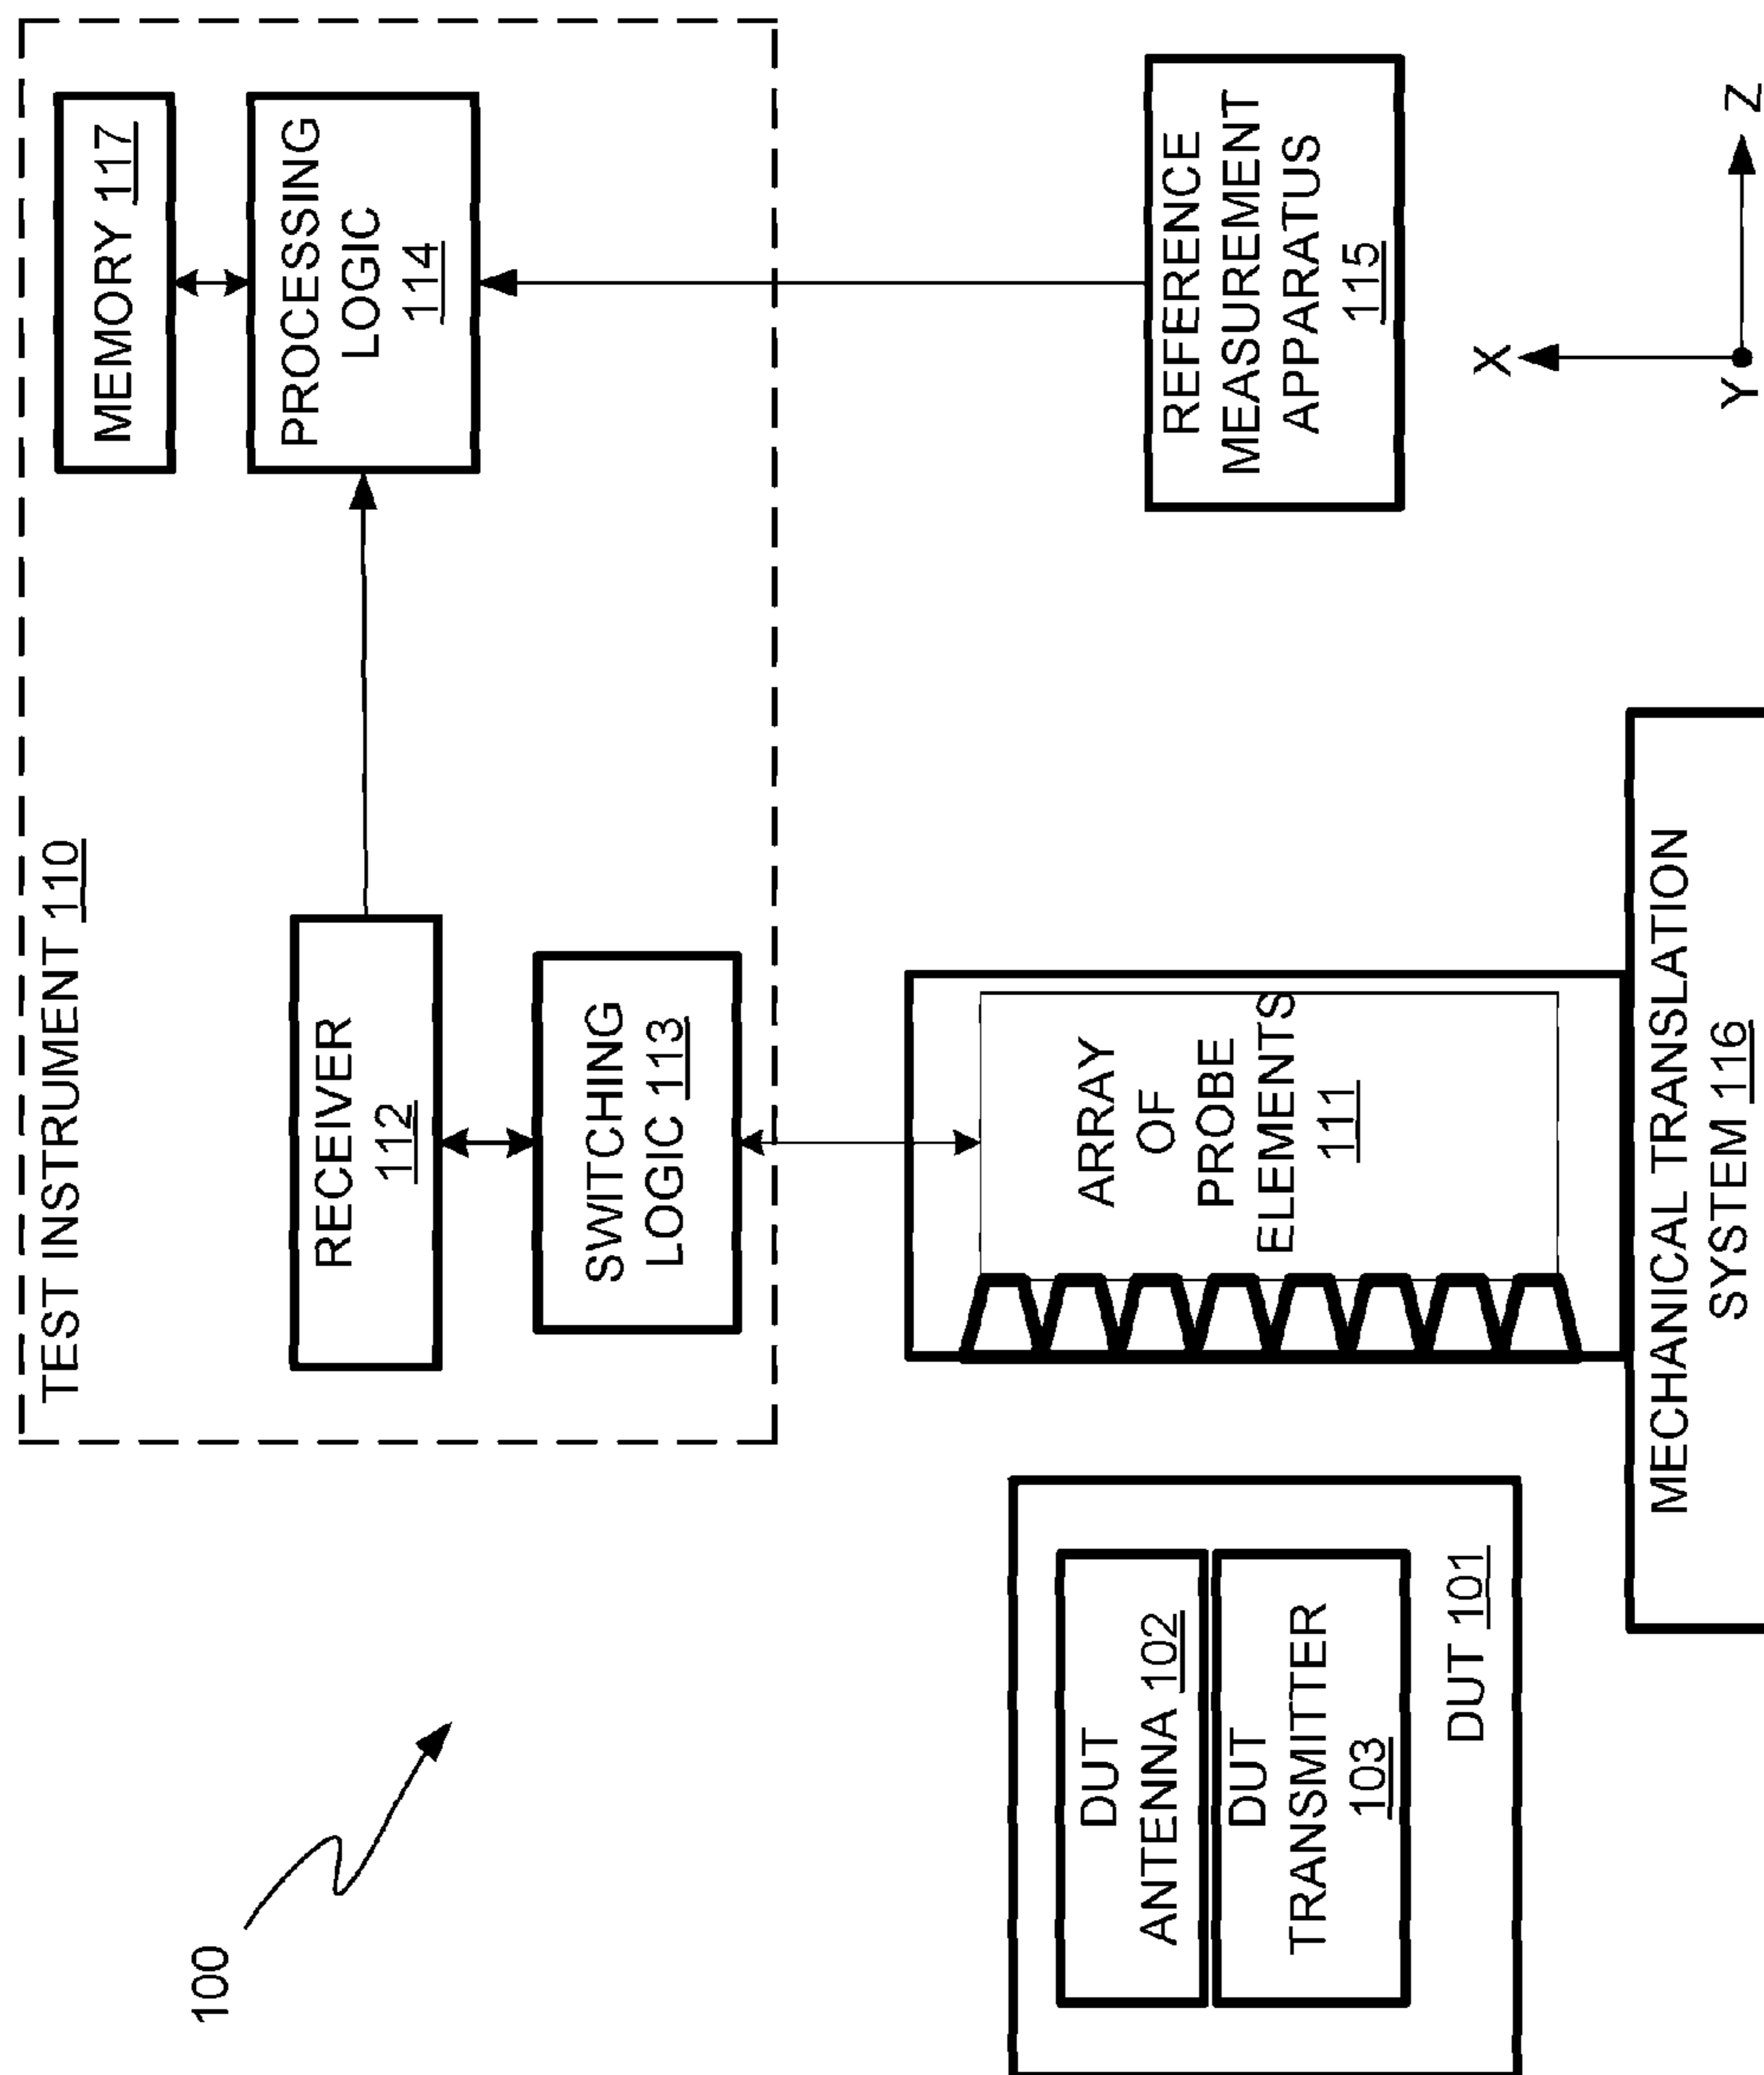 100
TEST INSTRUMENT 110
RECEIVER
112
SWITCHING
LOGIC 113
MEMORY 117
PROCESSING
LOGIC
114
DUT
ANTENNA 102
DUT
TRANSMITTER
103
DUT 101
ARRAY
OF
PROBE
ELEMENTS
111
REFERENCE
MEASUREMENT
APPARATUS
115
MECHANICAL TRANSLATION
SYSTEM 116
X
Y
Z